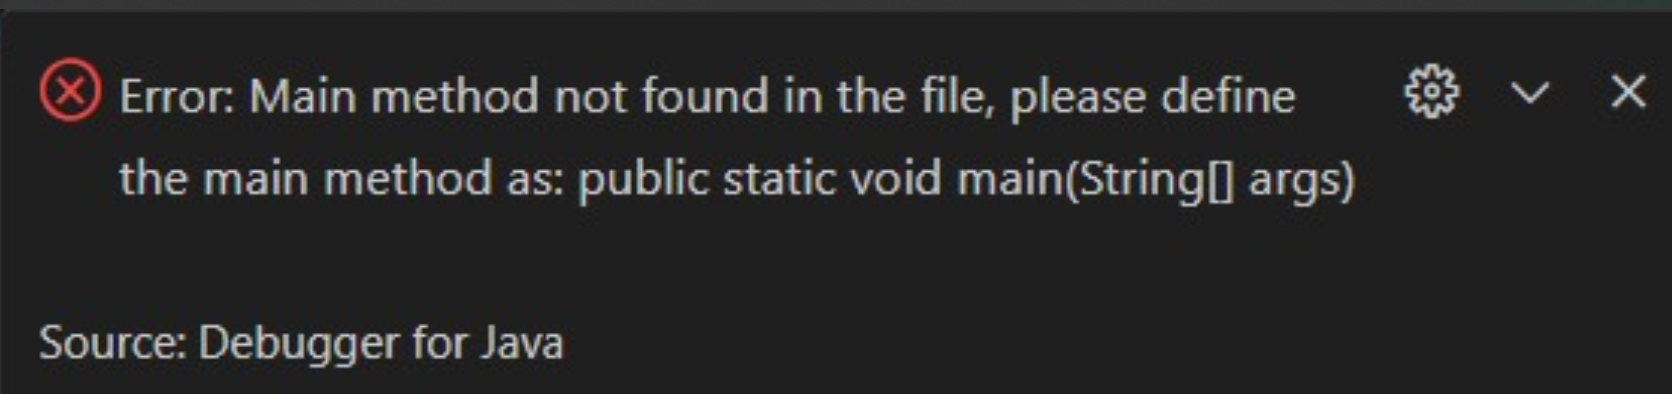 Error: Main method not found in the file, please define
the main method as: public static void main(String[] args)
Source: Debugger for Java